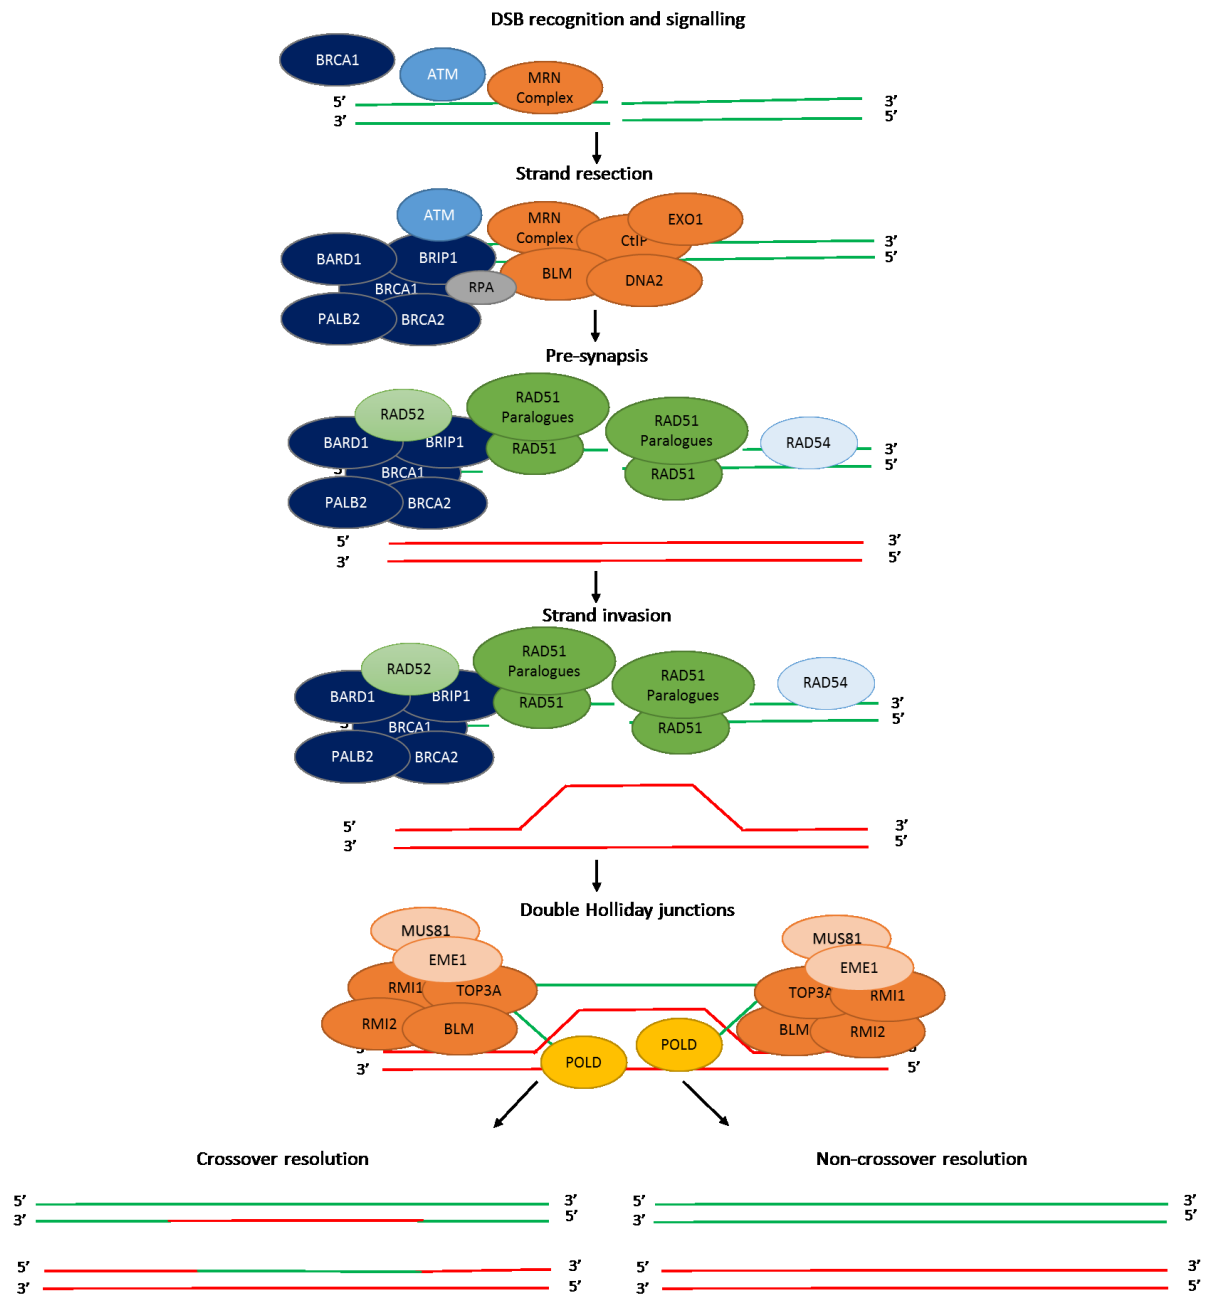 DSB recognition and signalling
BRCA1
ATM
MRN
Complex
5’
3’
3’
5’
Strand resection
ATM
MRN
Complex
EXO1
CtIP
BARD1
BRIP1
BLM
DNA2
BRCA1
RPA
PALB2
BRCA2
3’
5’
Pre-synapsis
RAD52
RAD51
Paralogues
RAD51
Paralogues
BARD1
BRIP1
RAD51
RAD54
3’
BRCA1
RAD51
3’
5’
PALB2
BRCA2
5’
3’
3’
5’
Strand invasion
RAD52
RAD51
Paralogues
RAD51
Paralogues
BARD1
BRIP1
RAD51
RAD54
3’
BRCA1
RAD51
3’
5’
PALB2
BRCA2
5’
3’
3’
5’
Double Holliday junctions
MUS81
EME1
RMI1
TOP3A
RMI2
BLM
MUS81
EME1
TOP3A
RMI1
BLM
RMI2
3’
5’
POLD
POLD
Crossover resolution
Non-crossover resolution
5’
3’
3’
5’
5’
3’
3’
5’
5’
3’
3’
5’
5’
3’
3’
5’